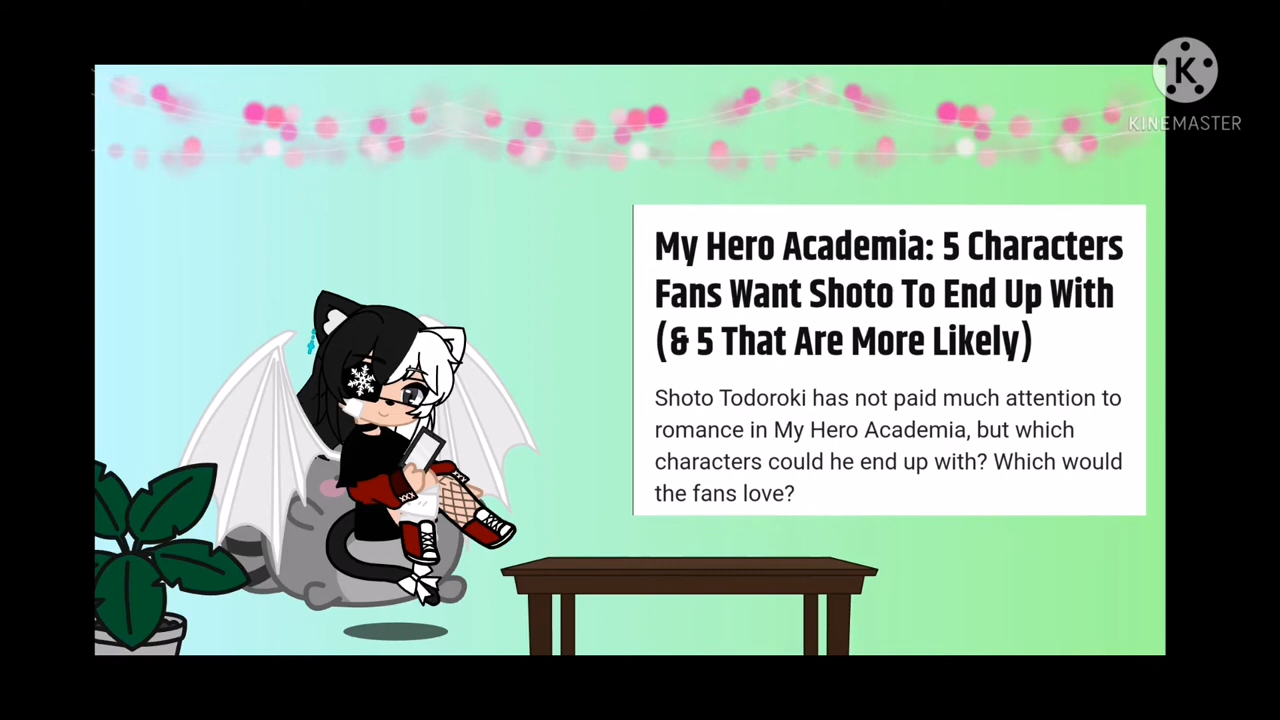 K
KINEMASTER
My Hero Academia: 5 Characters
Fans Want Shoto To End Up With
(& 5 That Are More Likely)
Shoto Todoroki has not paid much attention to
romance in My Hero Academia, but which
characters could he end up with? Which would
the fans love?